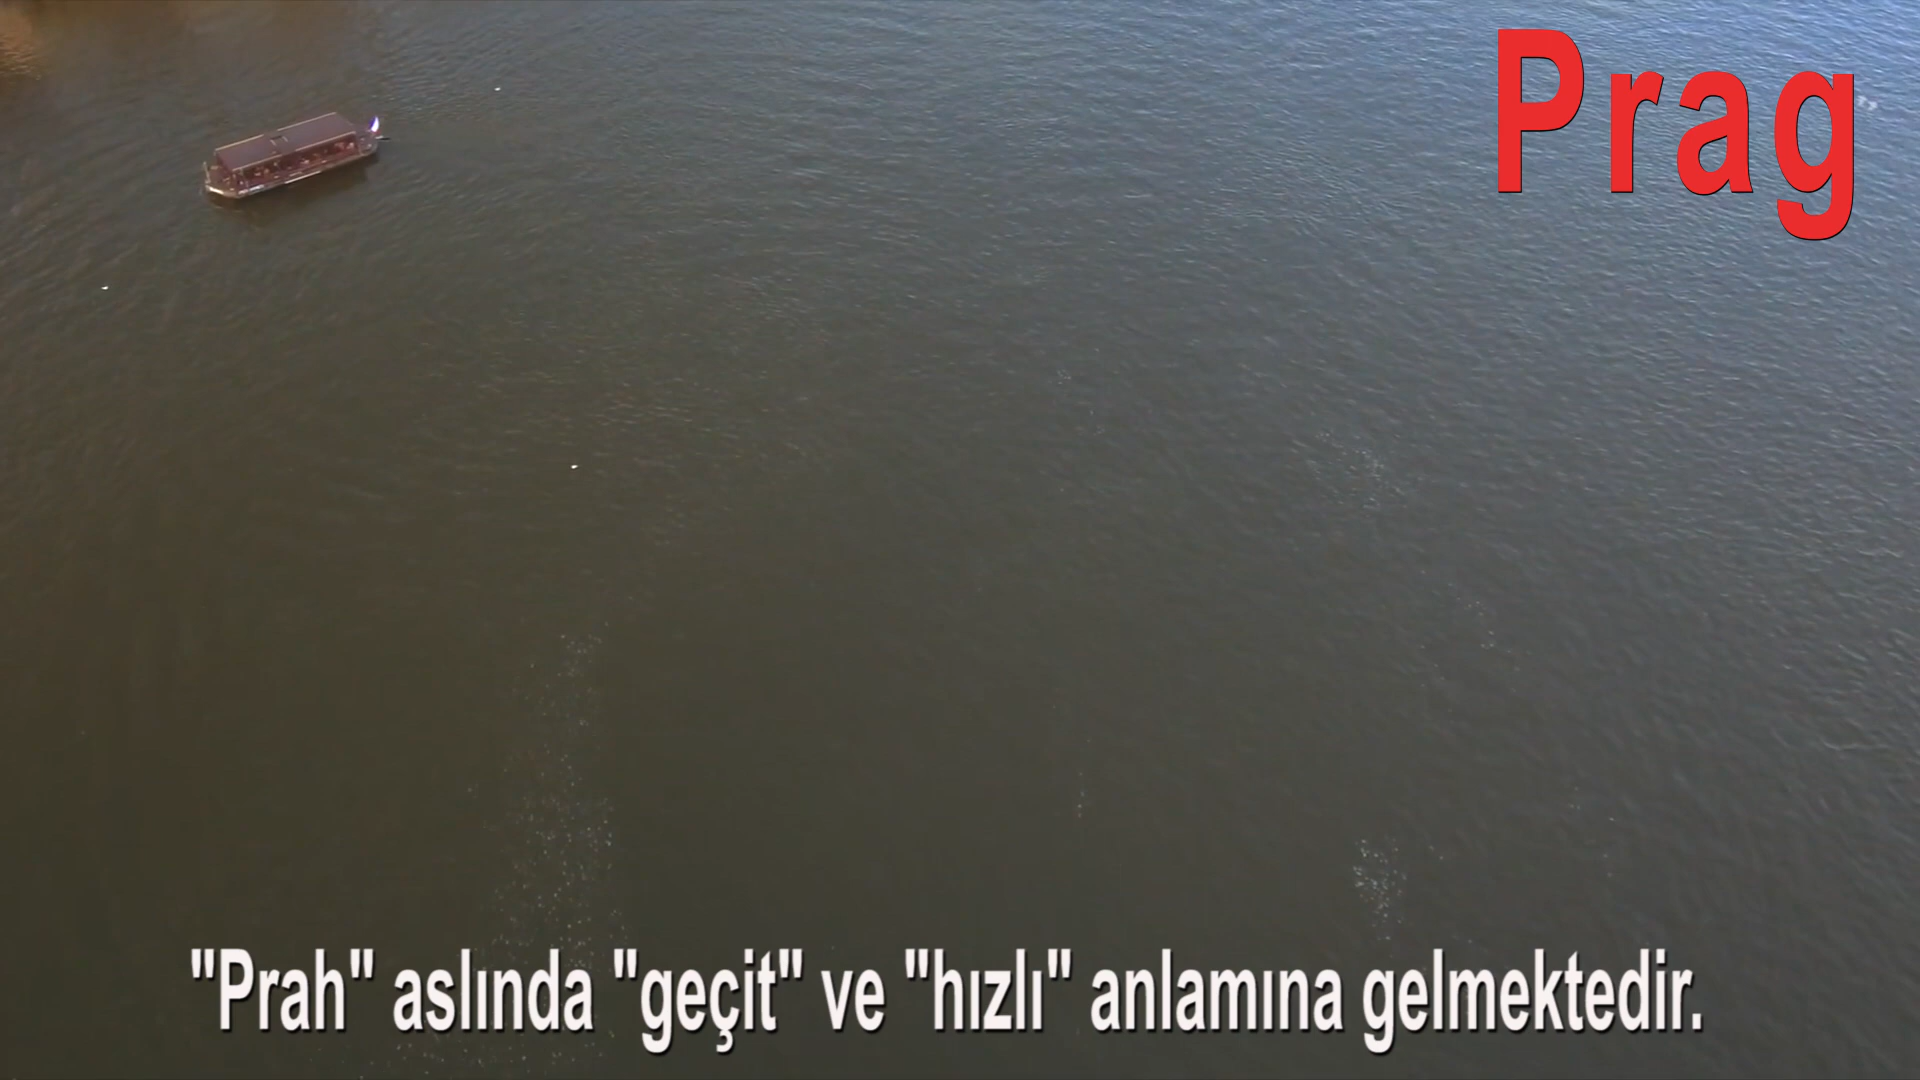 Prag
"Prah" aslında "geçit" ve "hızlı" anlamına gelmektedir.